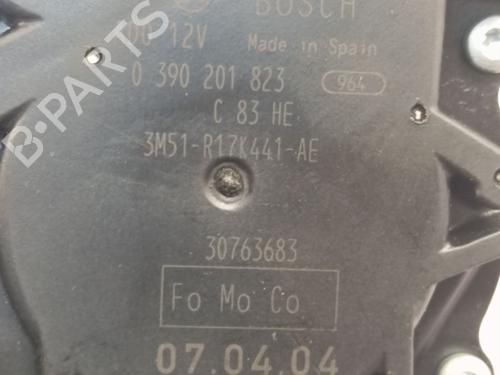 BOSCH
DC 12V Made in Spain
0 390 201 823 964
C 83 HE
3M51-R17K441-AE
30763683
Fo Mo Co
07.04.04
B-PARTS